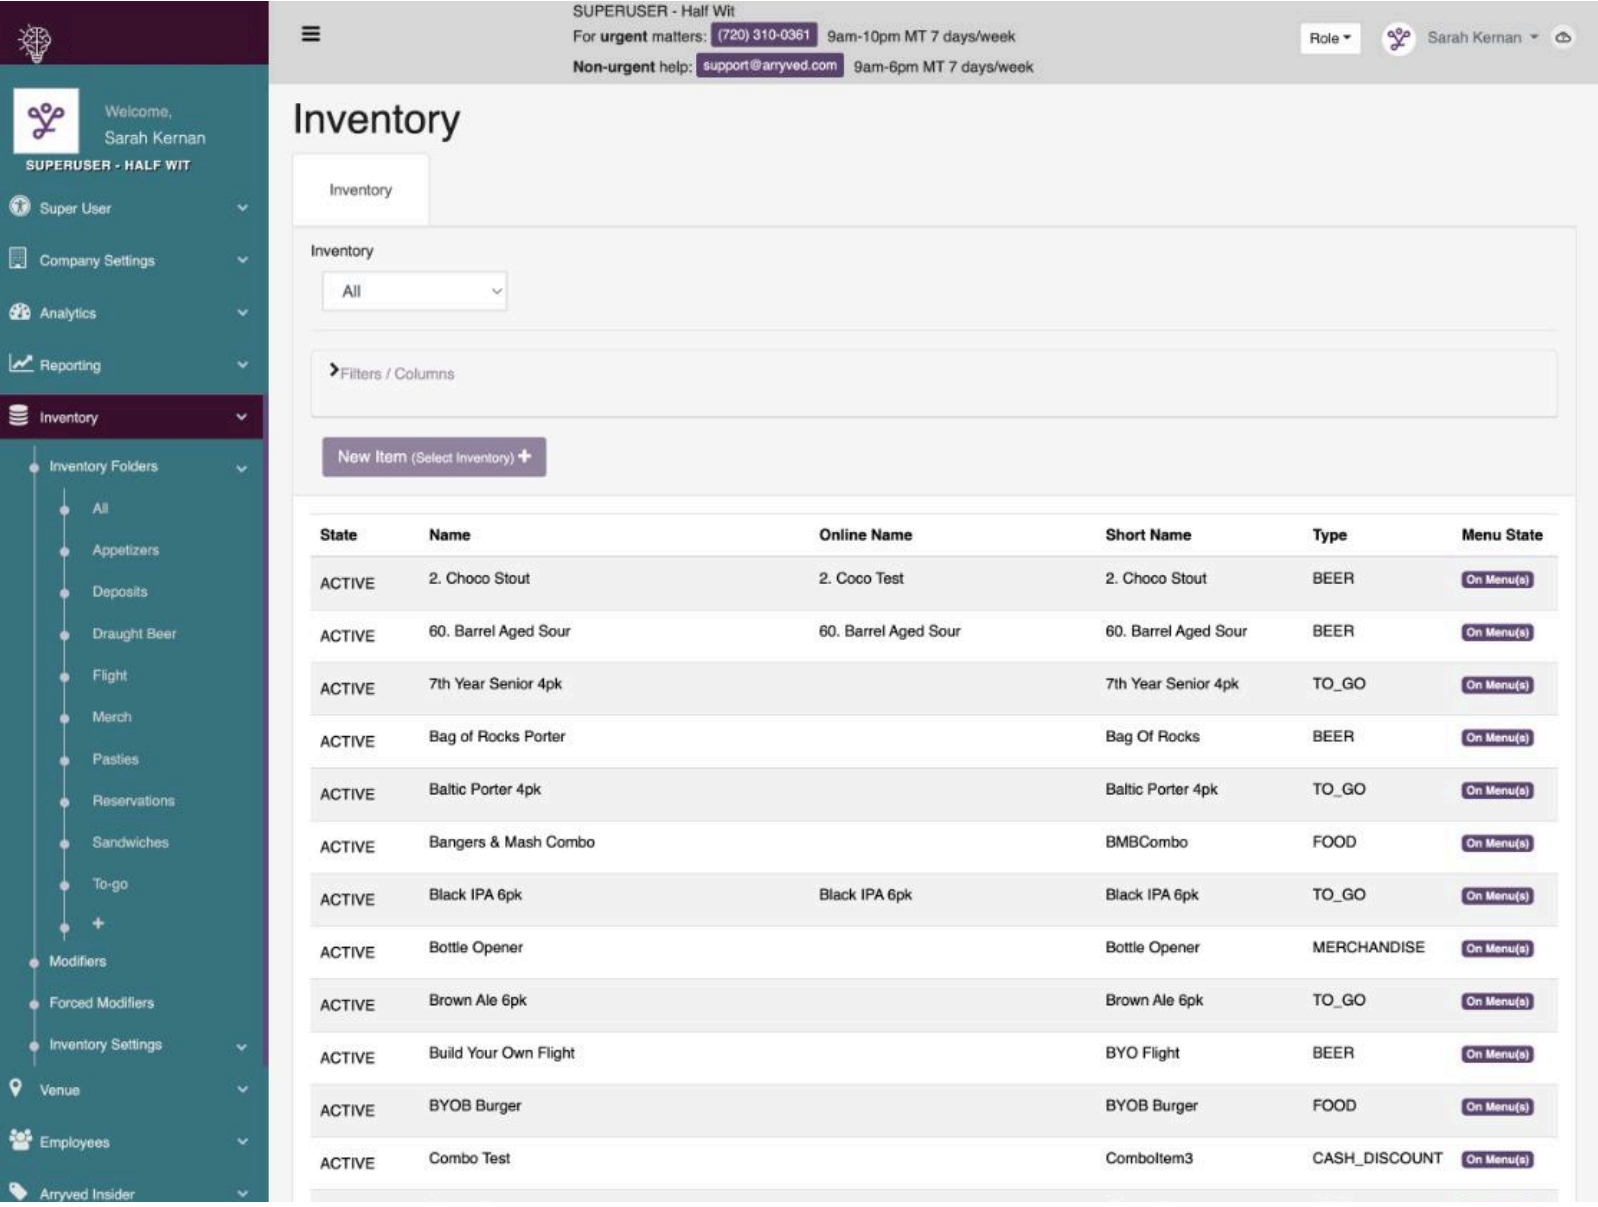 SUPERUSER - Half Wit
For urgent matters: (720) 310-0361 9am-10pm MT 7 days/week
Non-urgent help: support@arryved.com 9am-6pm MT 7 days/week
Role
Sarah Kernan
Welcome,
Sarah Kernan
SUPERUSER - HALF WIT
Super User
Company Settings
Analytics
Reporting
Inventory
Inventory Folders
All
Appetizers
Deposits
Draught Beer
Flight
Merch
Pasties
Reservations
Sandwiches
To-go
+
Modifiers
Forced Modifiers
Inventory Settings
Venue
Employees
Arryved Insider
Inventory
Inventory
Inventory
All
Filters / Columns
New Item (Select Inventory) +
State Name Online Name Short Name Type Menu State
ACTIVE 2. Choco Stout 2. Coco Test 2. Choco Stout BEER On Menu(s)
ACTIVE 60. Barrel Aged Sour 60. Barrel Aged Sour 60. Barrel Aged Sour BEER On Menu(s)
ACTIVE 7th Year Senior 4pk 7th Year Senior 4pk TO_GO On Menu(s)
ACTIVE Bag of Rocks Porter Bag Of Rocks BEER On Menu(s)
ACTIVE Baltic Porter 4pk Baltic Porter 4pk TO_GO On Menu(s)
ACTIVE Bangers & Mash Combo BMBCombo FOOD On Menu(s)
ACTIVE Black IPA 6pk Black IPA 6pk Black IPA 6pk TO_GO On Menu(s)
ACTIVE Bottle Opener Bottle Opener MERCHANDISE On Menu(s)
ACTIVE Brown Ale 6pk Brown Ale 6pk TO_GO On Menu(s)
ACTIVE Build Your Own Flight BYO Flight BEER On Menu(s)
ACTIVE BYOB Burger BYOB Burger FOOD On Menu(s)
ACTIVE Combo Test ComboItem3 CASH_DISCOUNT On Menu(s)